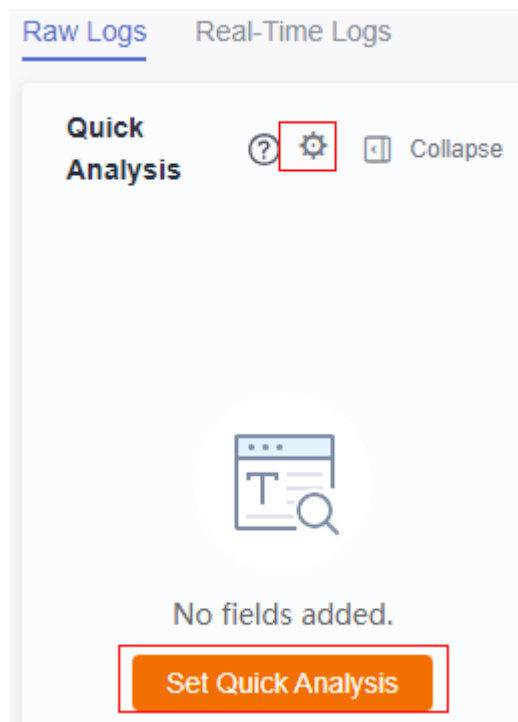 Raw Logs Real-Time Logs
Quick
Analysis
Collapse
No fields added.
Set Quick Analysis